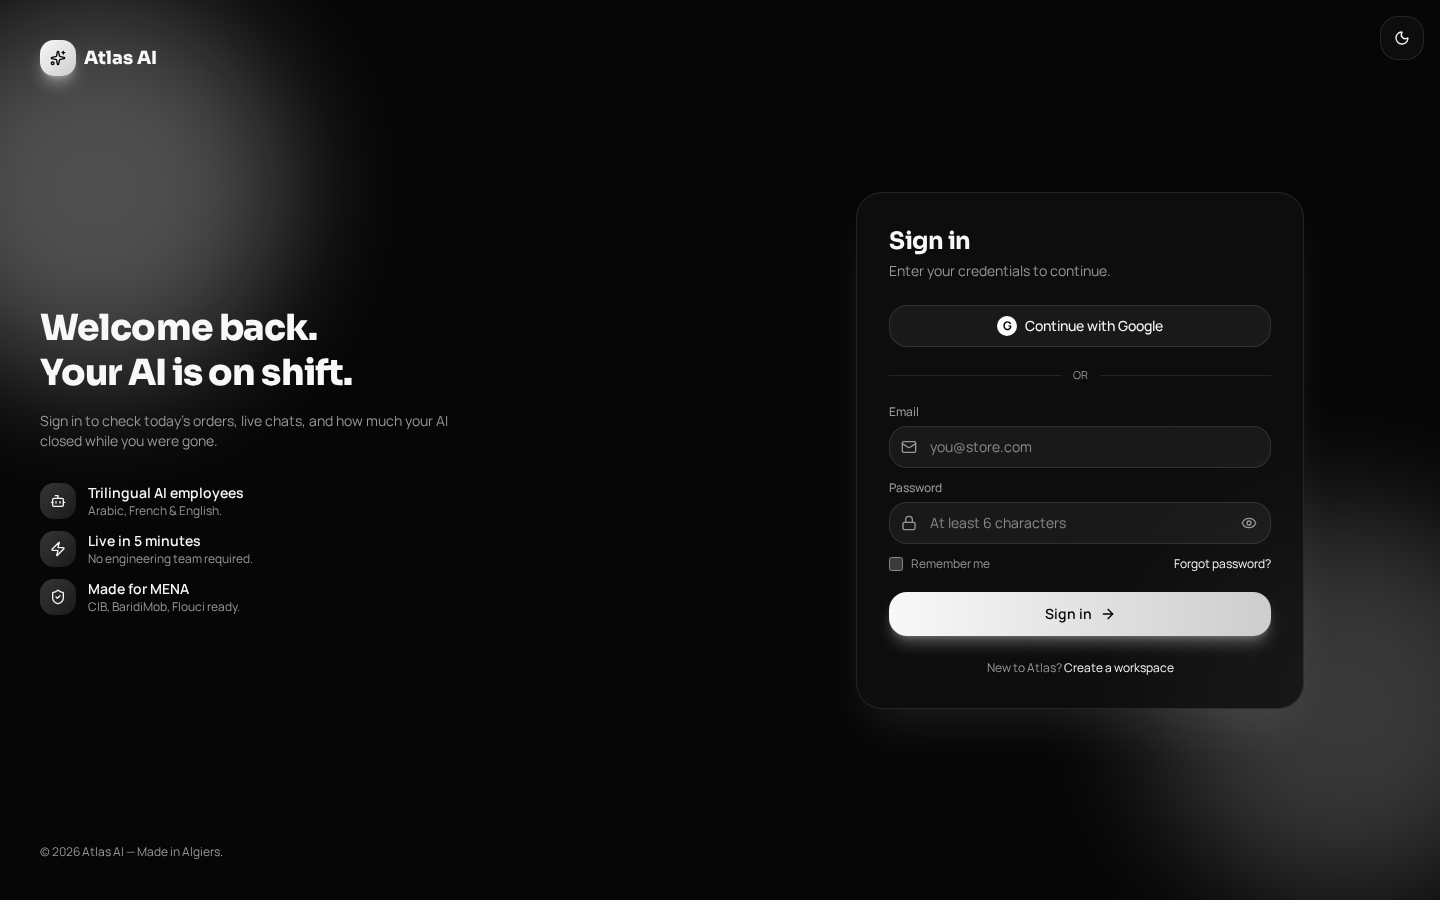 Atlas AI
Welcome back.
Your AI is on shift.
Sign in to check today's orders, live chats, and how much your AI
closed while you were gone.
Trilingual AI employees
Arabic, French & English.
Live in 5 minutes
No engineering team required.
Made for MENA
CIB, BaridiMob, Flouci ready.
© 2026 Atlas AI — Made in Algiers.
Sign in
Enter your credentials to continue.
G Continue with Google
OR
Email
you@store.com
Password
At least 6 characters
Remember me Forgot password?
Sign in
New to Atlas? Create a workspace